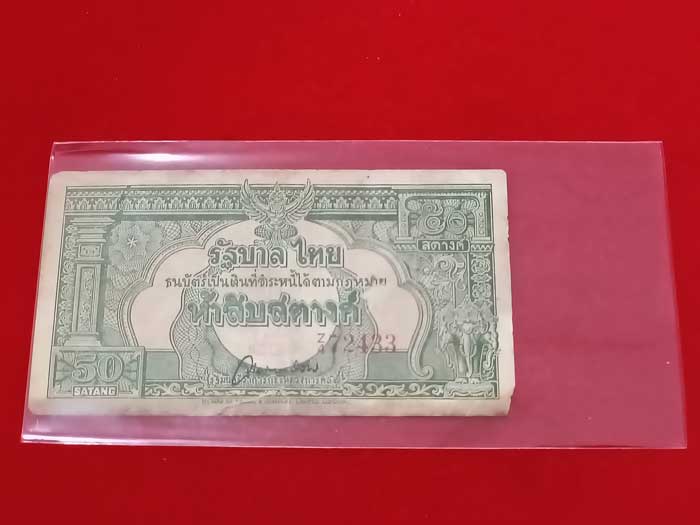 ๕๐
สตางค์
รัฐบาลไทย
ธนบัตร์เป็นเงินที่ชำระหนี้ได้ตามกฎหมาย
ห้าสิบสตางค์
Z/4 72433
50
SATANG